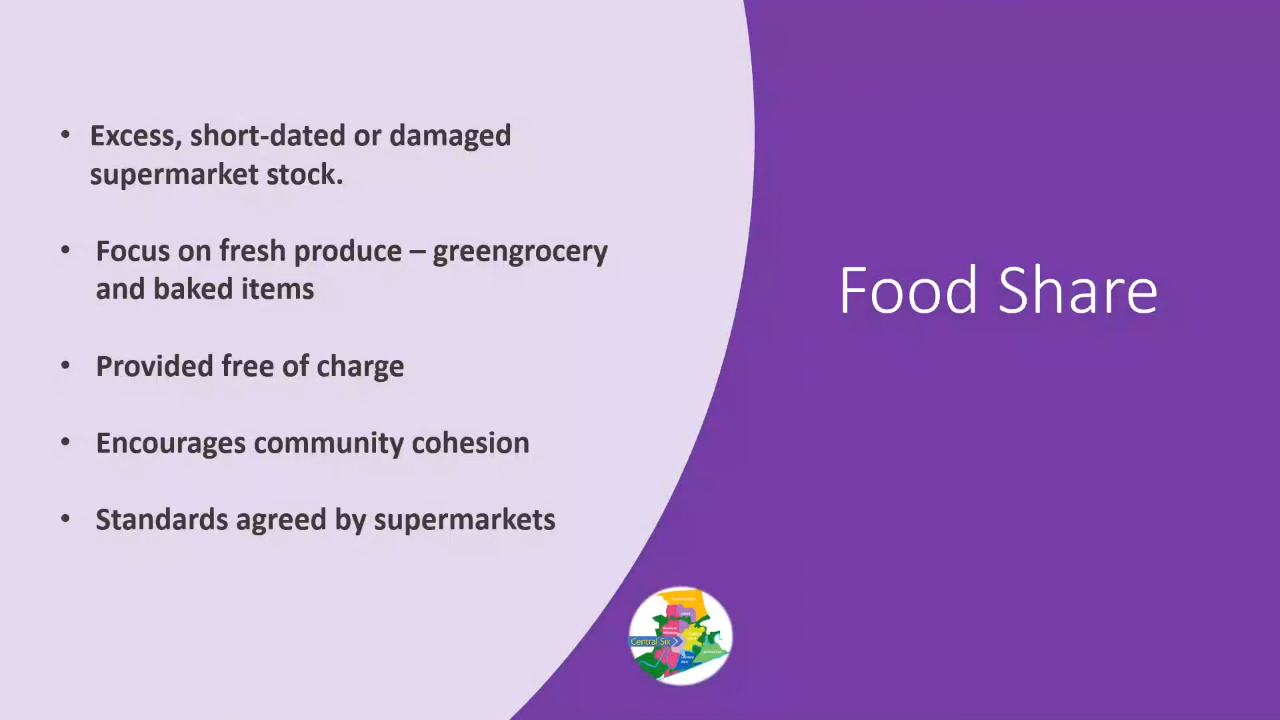 • Excess, short-dated or damaged
supermarket stock.
• Focus on fresh produce – greengrocery
and baked items
• Provided free of charge
• Encourages community cohesion
• Standards agreed by supermarkets
Food Share
Central Six